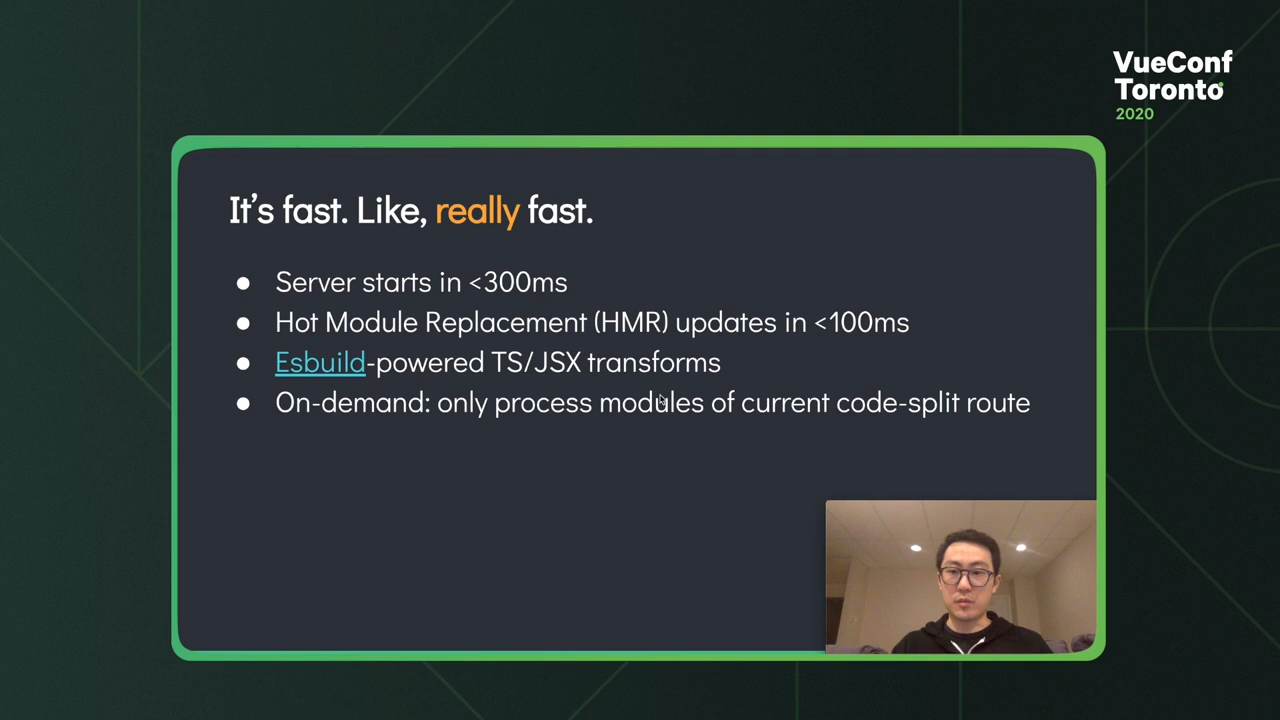 VueConf
Toronto
2020
It's fast. Like, really fast.
● Server starts in <300ms
● Hot Module Replacement (HMR) updates in <100ms
● Esbuild-powered TS/JSX transforms
● On-demand: only process modules of current code-split route